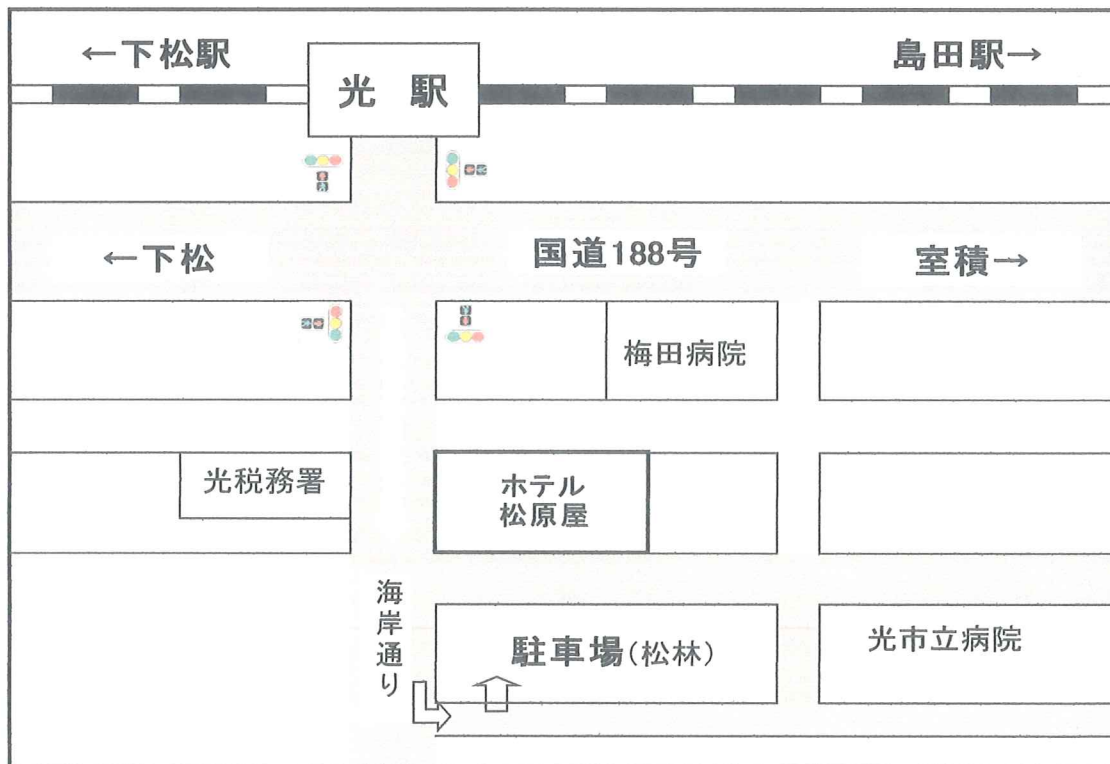 ←下松駅
島田駅→
光 駅
←下松
国道188号
室積→
梅田病院
光税務署
ホテル
松原屋
海岸通り
駐車場(松林)
光市立病院